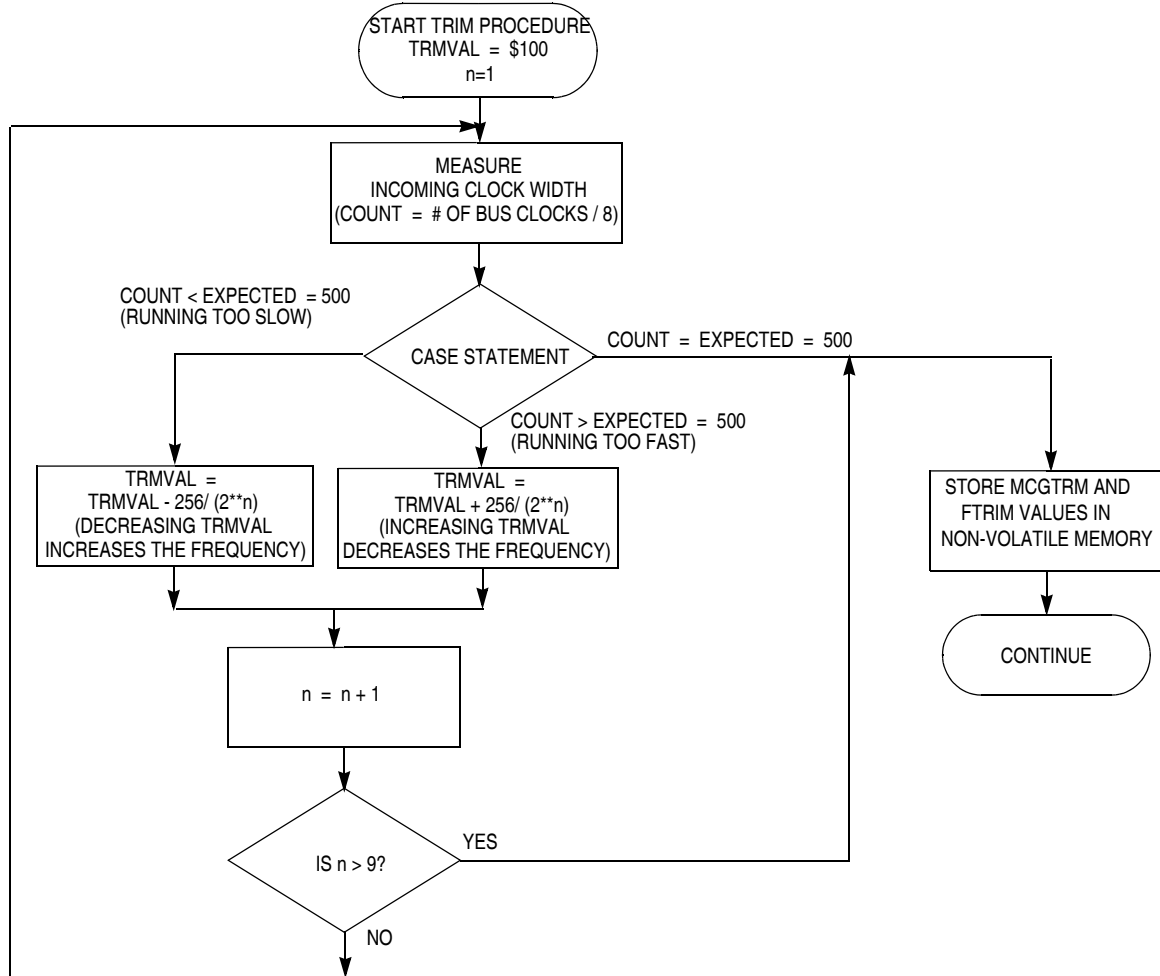 START TRIM PROCEDURE
TRMVAL = $100
n=1
MEASURE
INCOMING CLOCK WIDTH
(COUNT = # OF BUS CLOCKS / 8)
COUNT < EXPECTED = 500
(RUNNING TOO SLOW)
CASE STATEMENT
COUNT = EXPECTED = 500
COUNT > EXPECTED = 500
(RUNNING TOO FAST)
TRMVAL =
TRMVAL - 256/ (2**n)
(DECREASING TRMVAL
INCREASES THE FREQUENCY)
TRMVAL =
TRMVAL + 256/ (2**n)
(INCREASING TRMVAL
DECREASES THE FREQUENCY)
STORE MCGTRM AND
FTRIM VALUES IN
NON-VOLATILE MEMORY
CONTINUE
n = n + 1
IS n > 9?
YES
NO